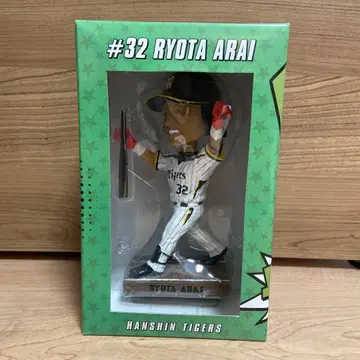 #32 RYOTA ARAI
Tigers
32
RYOTA ARAI
HANSHIN TIGERS